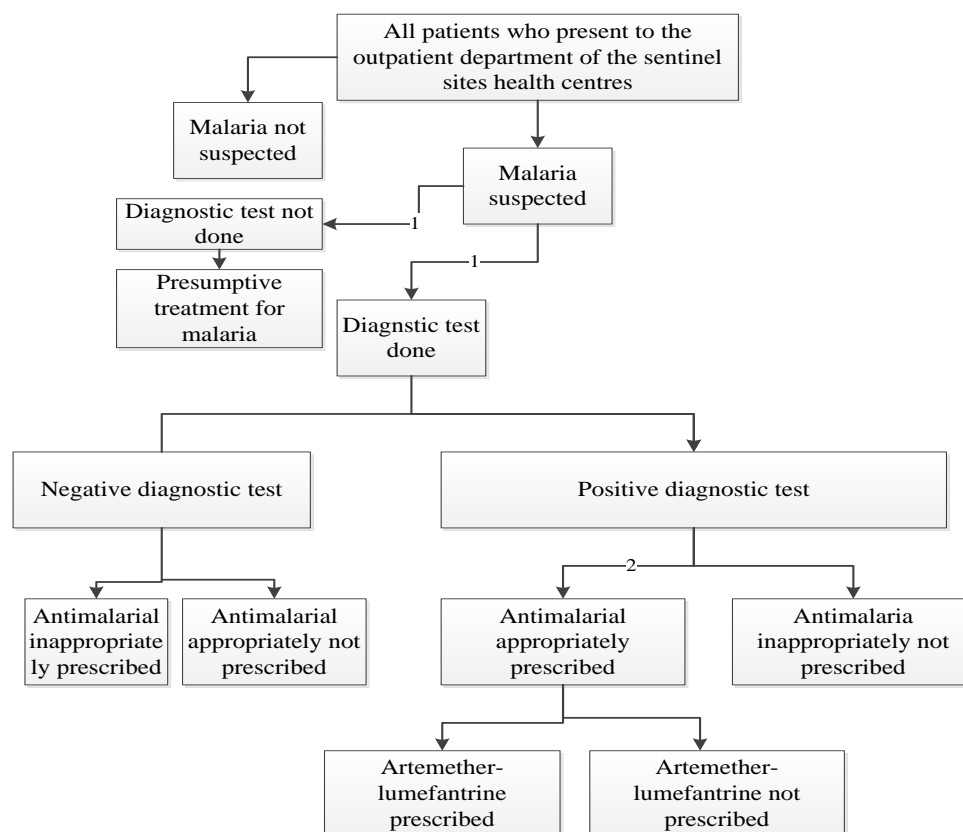 All patients who present to the
outpatient department of the sentinel
sites health centres
Malaria not
suspected
Malaria
suspected
Diagnostic test not
done
1
1
Presumptive
treatment for
malaria
Diagnstic test
done
Negative diagnostic test
Positive diagnostic test
2
Antimalarial
inappropriate
ly prescribed
Antimalarial
appropriately not
prescribed
Antimalarial
appropriately
prescribed
Antimalaria
inappropriately not
prescribed
Artemether-
lumefantrine
prescribed
Artemether-
lumefantrine not
prescribed